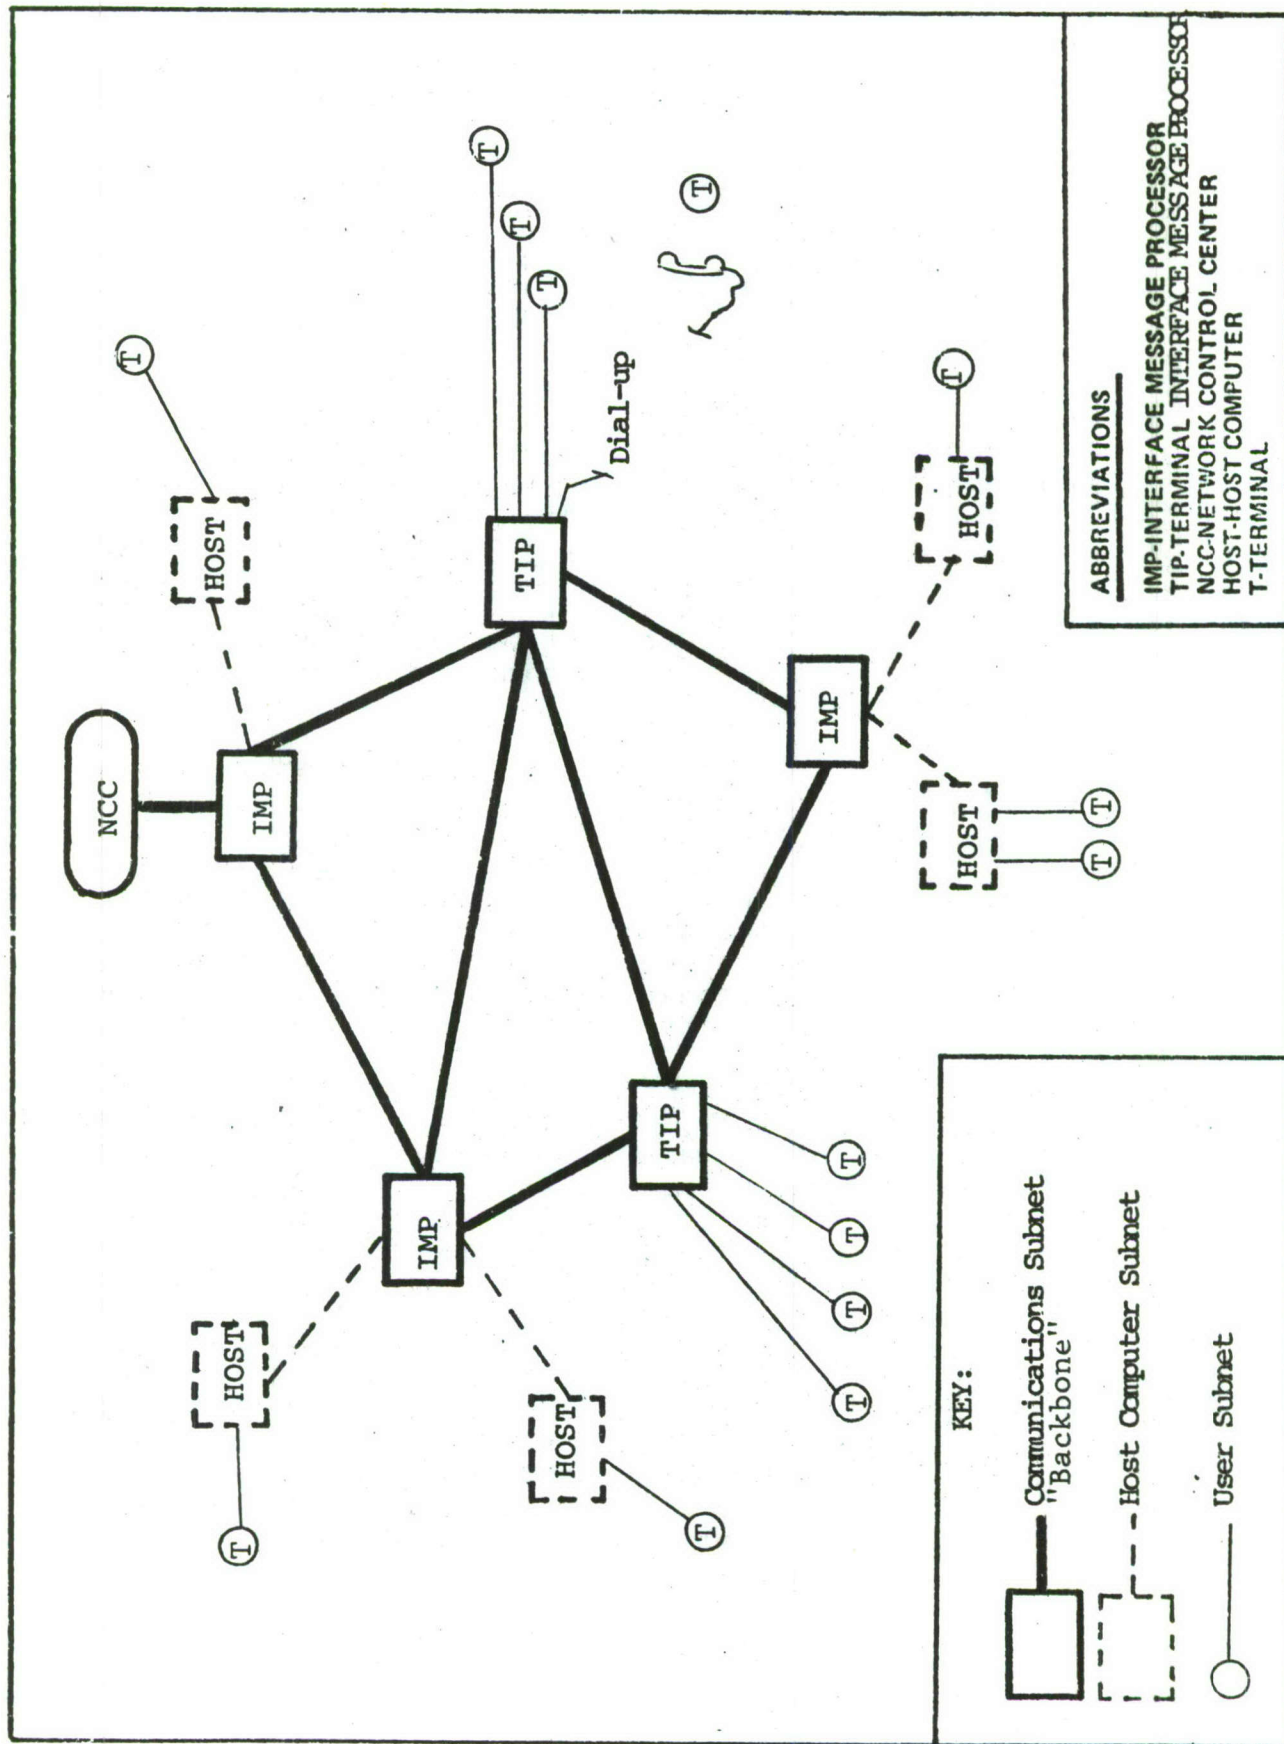 NCC
T
HOST
T
HOST
IMP
IMP
T
T
T
TIP
HOST
Dial-up
TIP
T
T
IMP
T
T
T
T
HOST
HOST
T
T
T
KEY:
Communications Subnet
"Backbone"
Host Computer Subnet
User Subnet
ABBREVIATIONS
IMP-INTERFACE MESSAGE PROCESSOR
TIP-TERMINAL INTERFACE MESSAGE PROCESSOR
NCC-NETWORK CONTROL CENTER
HOST-HOST COMPUTER
T-TERMINAL